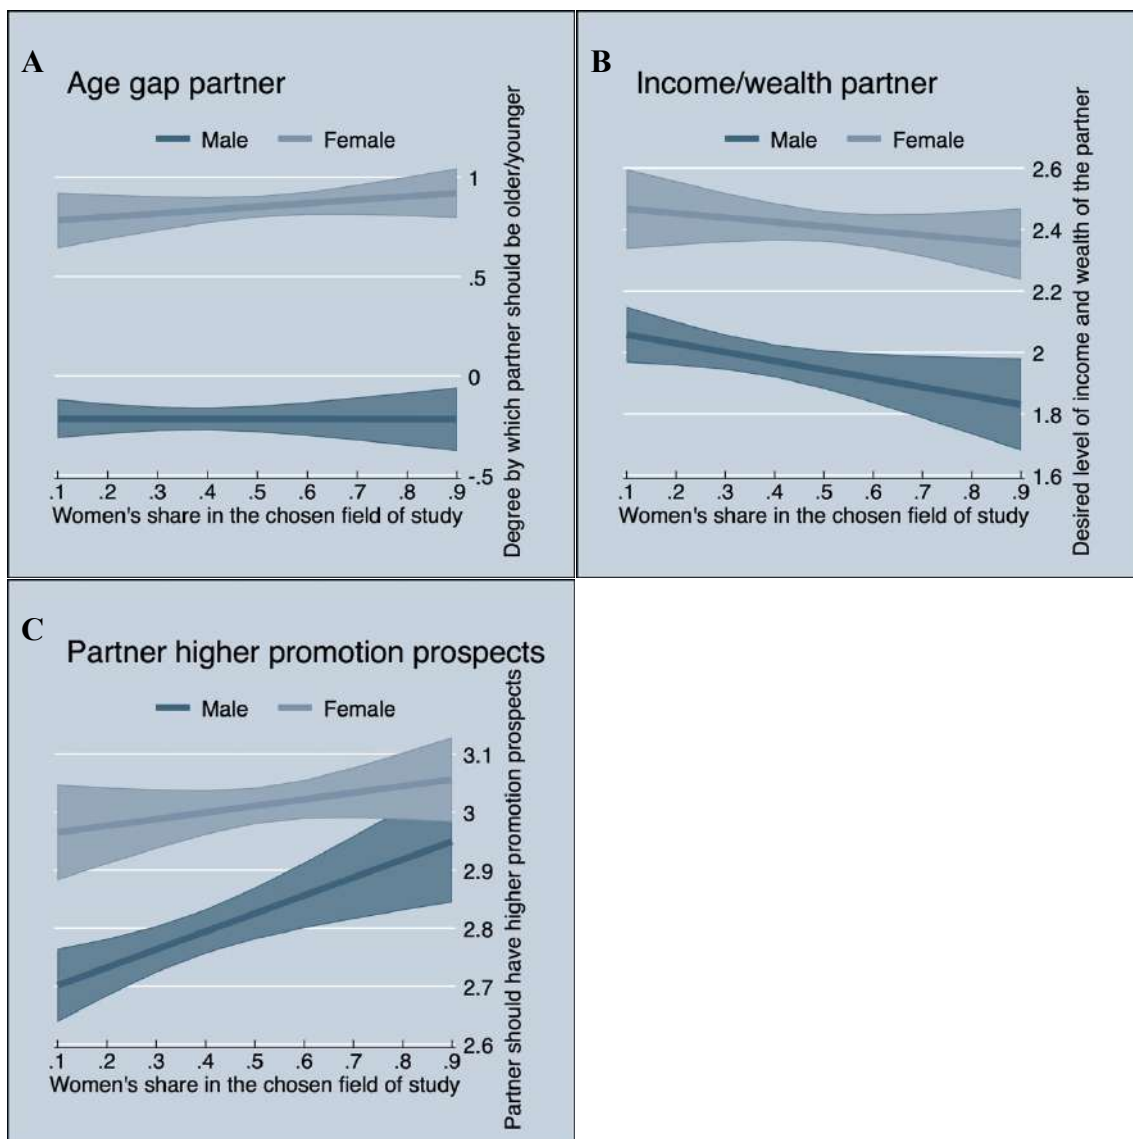 A
Age gap partner
Male Female
1
.5
0
-.5
Degree by which partner should be older/younger
.1 .2 .3 .4 .5 .6 .7 .8 .9
Women's share in the chosen field of study
B
Income/wealth partner
Male Female
2.6
2.4
2.2
2
1.8
1.6
Desired level of income and wealth of the partner
.1 .2 .3 .4 .5 .6 .7 .8 .9
Women's share in the chosen field of study
C
Partner higher promotion prospects
Male Female
3.1
3
2.9
2.8
2.7
2.6
Partner should have higher promotion prospects
.1 .2 .3 .4 .5 .6 .7 .8 .9
Women's share in the chosen field of study